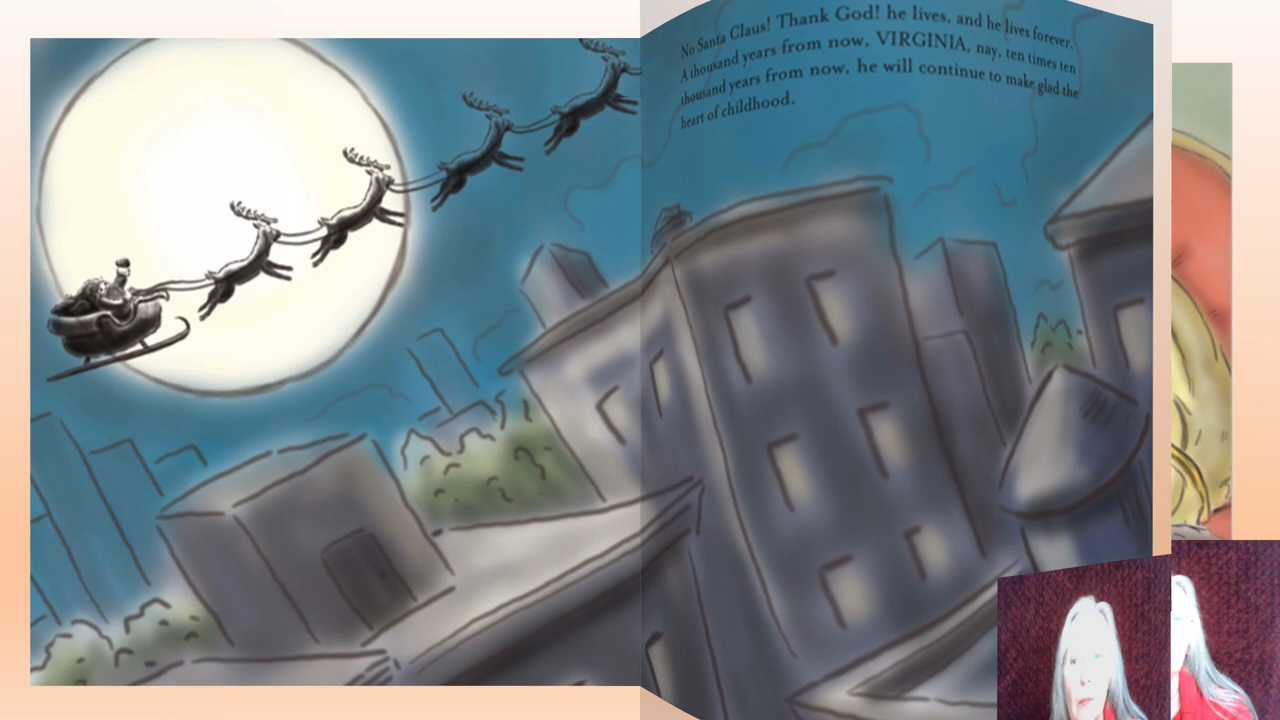 No Santa Claus! Thank God! he lives, and he lives forever.
A thousand years from now, VIRGINIA, nay, ten times ten
thousand years from now, he will continue to make glad the
heart of childhood.